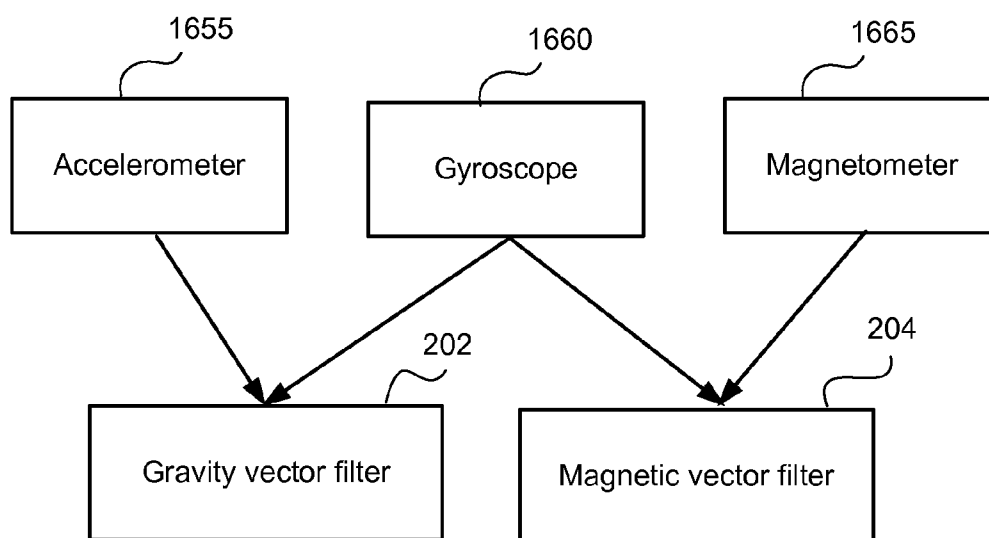 1655
1660
1665
Accelerometer
Gyroscope
Magnetometer
202
204
Gravity vector filter
Magnetic vector filter